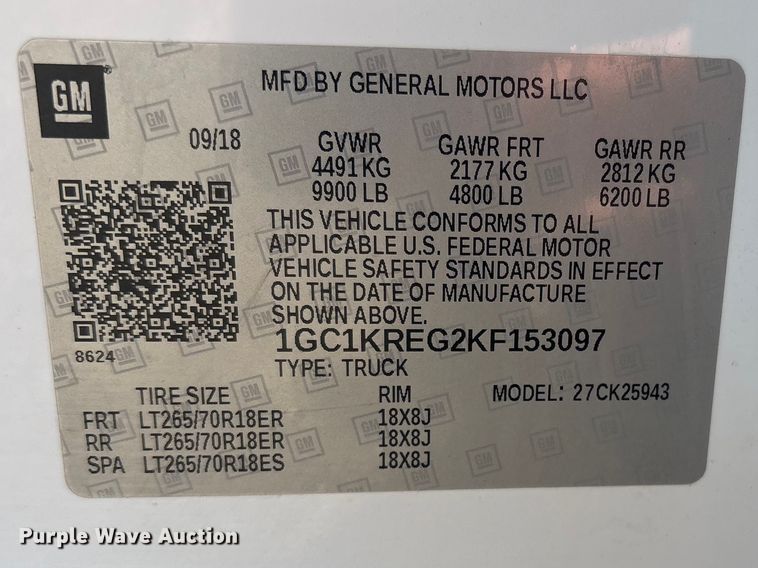 GM
MFD BY GENERAL MOTORS LLC
09/18 GVWR GAWR FRT GAWR RR
4491 KG 2177 KG 2812 KG
9900 LB 4800 LB 6200 LB
THIS VEHICLE CONFORMS TO ALL
APPLICABLE U.S. FEDERAL MOTOR
VEHICLE SAFETY STANDARDS IN EFFECT
ON THE DATE OF MANUFACTURE
SHOWN ABOVE.
8624
1GC1KREG2KF153097
TYPE: TRUCK
TIRE SIZE RIM MODEL: 27CK25943
FRT LT265/70R18ER 18X8J
RR LT265/70R18ER 18X8J
SPA LT265/70R18ES 18X8J
Purple Wave Auction